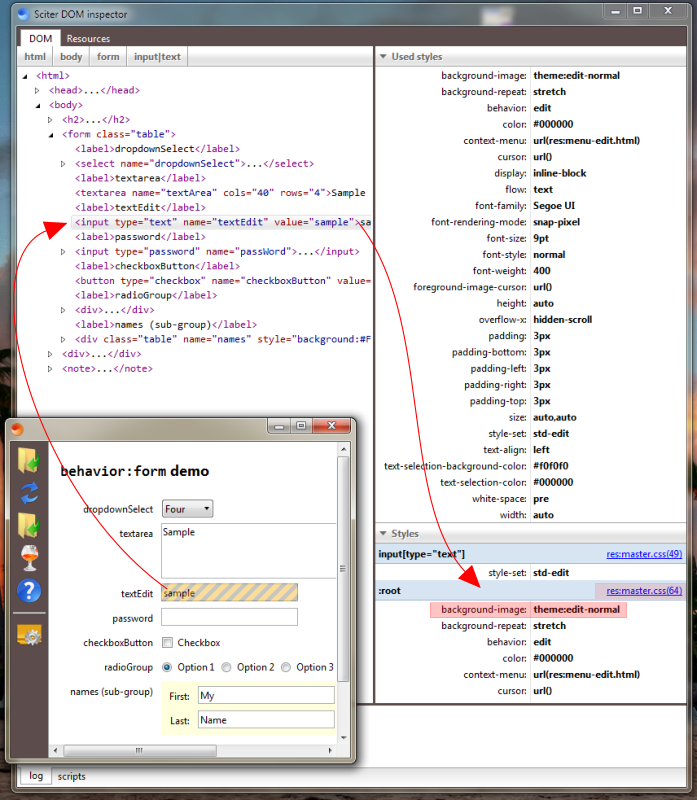 Sciter DOM inspector
DOM Resources
html body form input|text
<html>
<head>...</head>
<body>
<h2>...</h2>
<form class="table">
<label>dropdownSelect</label>
<select name="dropdownSelect">...</select>
<label>textarea</label>
<textarea name="textArea" cols="40" rows="4">Sample
<label>textEdit</label>
<input type="text" name="textEdit" value="sample">sa
<label>password</label>
<input type="password" name="passWord">...</input>
<label>checkboxButton</label>
<button type="checkbox" name="checkboxButton" value=
<label>radioGroup</label>
<div>...</div>
<label>names (sub-group)</label>
<div class="table" name="names" style="background:#F
<div>...</div>
<note>...</note>
Used styles
background-image: theme:edit-normal
background-repeat: stretch
behavior: edit
color: #000000
context-menu: url(res:menu-edit.html)
cursor: url()
display: inline-block
flow: text
font-family: Segoe UI
font-rendering-mode: snap-pixel
font-size: 9pt
font-style: normal
font-weight: 400
foreground-image-cursor: url()
height: auto
overflow-x: hidden-scroll
padding: 3px
padding-bottom: 3px
padding-left: 3px
padding-right: 3px
padding-top: 3px
size: auto,auto
style-set: std-edit
text-align: left
text-selection-background-color: #f0f0f0
text-selection-color: #000000
white-space: pre
width: auto
Styles
input[type="text"] res:master.css(49)
style-set: std-edit
:root res:master.css(64)
background-image: theme:edit-normal
background-repeat: stretch
behavior: edit
color: #000000
context-menu: url(res:menu-edit.html)
cursor: url()
behavior:form demo
dropdownSelect Four
textarea Sample
textEdit sample
password
checkboxButton Checkbox
radioGroup Option 1 Option 2 Option 3
names (sub-group) First: My
Last: Name
log scripts